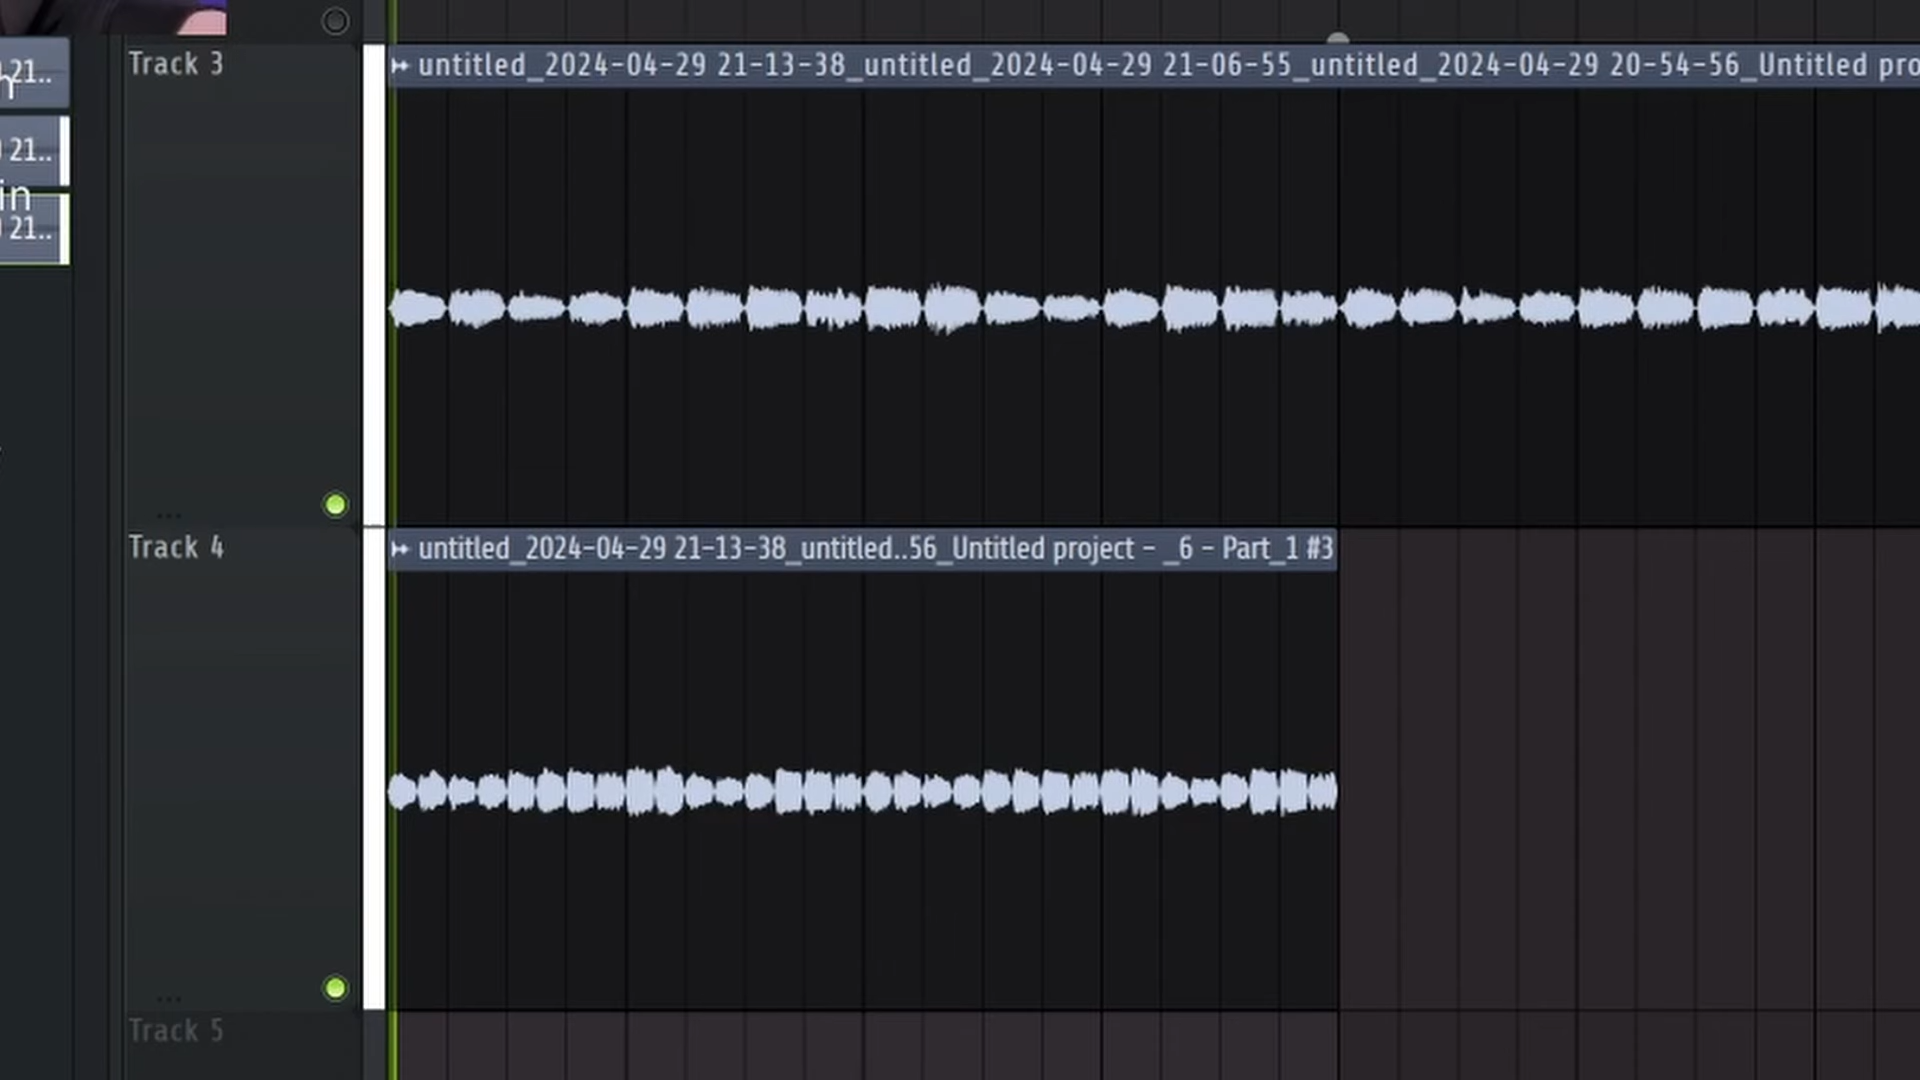 Track 3
untitled_2024-04-29 21-13-38_untitled_2024-04-29 21-06-55_untitled_2024-04-29 20-54-56_Untitled pro
21..
21..
in
21..
Track 4
untitled_2024-04-29 21-13-38_untitled..56_Untitled project - _6 - Part_1 #3
Track 5